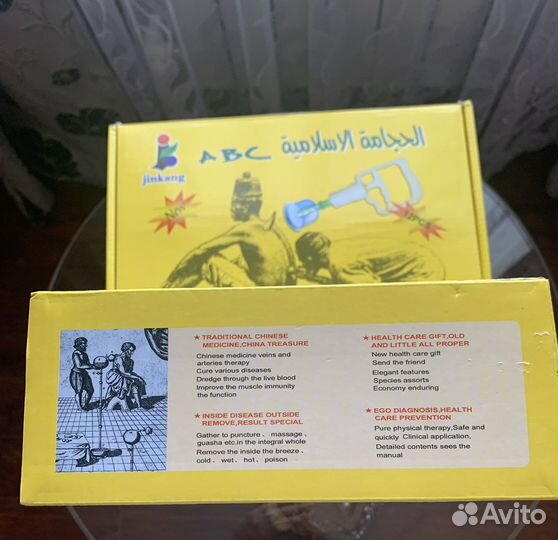 الحجامة الاسلامية ABC
jinkang
New
★ TRADITIONAL CHINESE
MEDICINE,CHINA TREASURE
Chinese medicine veins and
arteries therapy
Cure various diseases
Dredge through the live blood
Improve the muscle immunity
the function
★ INSIDE DISEASE OUTSIDE
REMOVE,RESULT SPECIAL
Gather to puncture、massage、
guasha etc.in the integral whole
Remove the inside the breeze、
cold、wet、hot、poison
★ HEALTH CARE GIFT,OLD
AND LITTLE ALL PROPER
New health care gift
Send the friend
Elegant features
Species assorts
Economy enduring
★ EGO DIAGNOSIS,HEALTH
CARE PREVENTION
Pure physical therapy,Safe and
quickly Clinical application,
Detailed contents sees the
manual
Avito